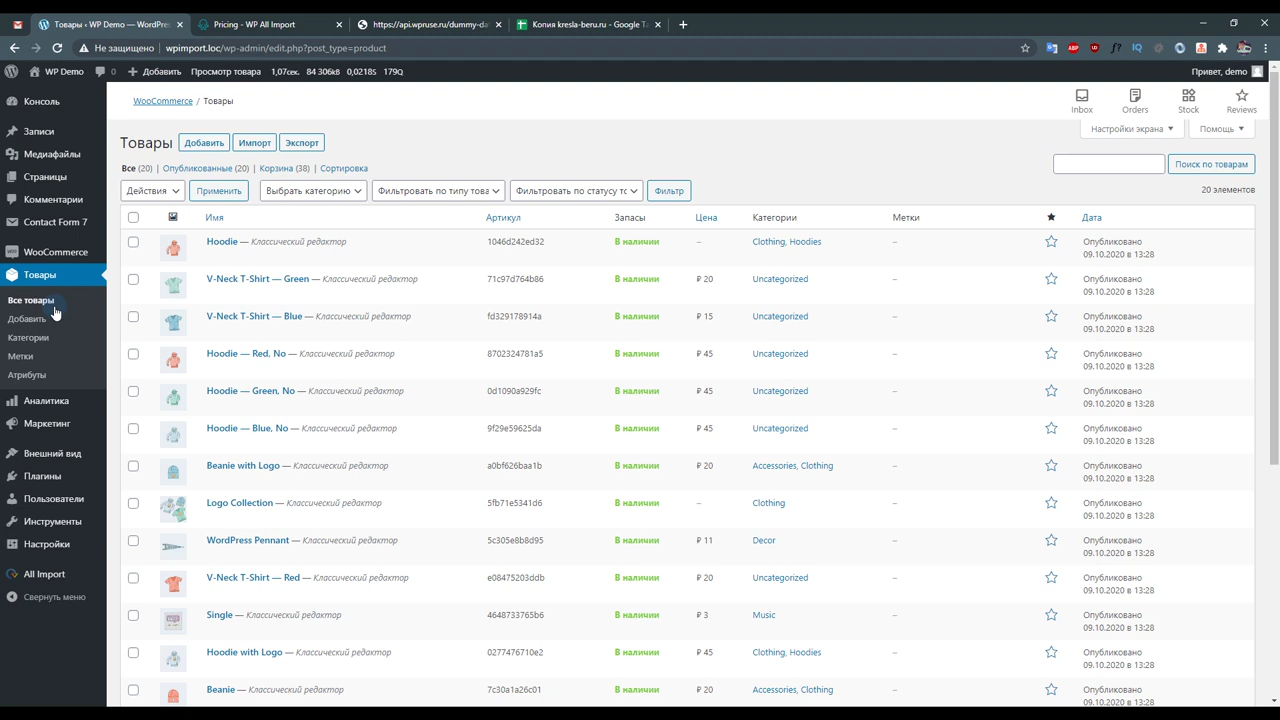 Товары ‹ WP Demo — WordPres
Pricing - WP All Import
https://api.wpruse.ru/dummy-da
Копия kresla-beru.ru - Google Та
Не защищено wpimport.loc/wp-admin/edit.php?post_type=product
WP Demo 0 Добавить Просмотр товара 1,07сек. 84 306kB 0,0218S 179Q Привет, demo
Консоль
Записи
Медиафайлы
Страницы
Комментарии
Contact Form 7
WooCommerce
Товары
Все товары
Добавить
Категории
Метки
Атрибуты
Аналитика
Маркетинг
Внешний вид
Плагины
Пользователи
Инструменты
Настройки
All Import
Свернуть меню
WooCommerce / Товары
Inbox Orders Stock Reviews
Настройки экрана Помощь
Товары Добавить Импорт Экспорт
Все (20) | Опубликованные (20) | Корзина (38) | Сортировка
Поиск по товарам
Действия Применить Выбрать категорию Фильтровать по типу това Фильтровать по статусу тс Фильтр
20 элементов
Имя Артикул Запасы Цена Категории Метки Дата
Hoodie — Классический редактор 1046d242ed32 В наличии – Clothing, Hoodies – Опубликовано
09.10.2020 в 13:28
V-Neck T-Shirt — Green — Классический редактор 71c97d764b86 В наличии ₽ 20 Uncategorized – Опубликовано
09.10.2020 в 13:28
V-Neck T-Shirt — Blue — Классический редактор fd329178914a В наличии ₽ 15 Uncategorized – Опубликовано
09.10.2020 в 13:28
Hoodie — Red, No — Классический редактор 8702324781a5 В наличии ₽ 45 Uncategorized – Опубликовано
09.10.2020 в 13:28
Hoodie — Green, No — Классический редактор 0d1090a929fc В наличии ₽ 45 Uncategorized – Опубликовано
09.10.2020 в 13:28
Hoodie — Blue, No — Классический редактор 9f29e59625da В наличии ₽ 45 Uncategorized – Опубликовано
09.10.2020 в 13:28
Beanie with Logo — Классический редактор a0bf626baa1b В наличии ₽ 20 Accessories, Clothing – Опубликовано
09.10.2020 в 13:28
Logo Collection — Классический редактор 5fb71e5341d6 В наличии – Clothing – Опубликовано
09.10.2020 в 13:28
WordPress Pennant — Классический редактор 5c305e8b8d95 В наличии ₽ 11 Decor – Опубликовано
09.10.2020 в 13:28
V-Neck T-Shirt — Red — Классический редактор e08475203ddb В наличии ₽ 20 Uncategorized – Опубликовано
09.10.2020 в 13:28
Single — Классический редактор 4648733765b6 В наличии ₽ 3 Music – Опубликовано
09.10.2020 в 13:28
Hoodie with Logo — Классический редактор 0277476710e2 В наличии ₽ 45 Clothing, Hoodies – Опубликовано
09.10.2020 в 13:28
Beanie — Классический редактор 7c30a1a26c01 В наличии ₽ 20 Accessories, Clothing – Опубликовано